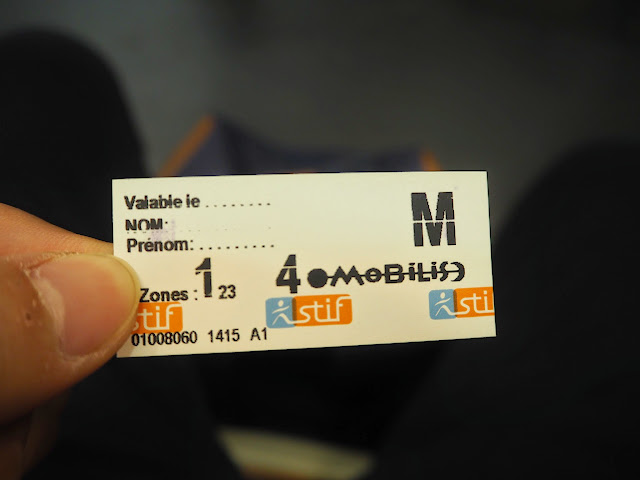 Valable le ........
NOM:
M
Prénom:.........
Zones : 1 23 4 MOBILIS
stif stif stif
01008060 1415 A1